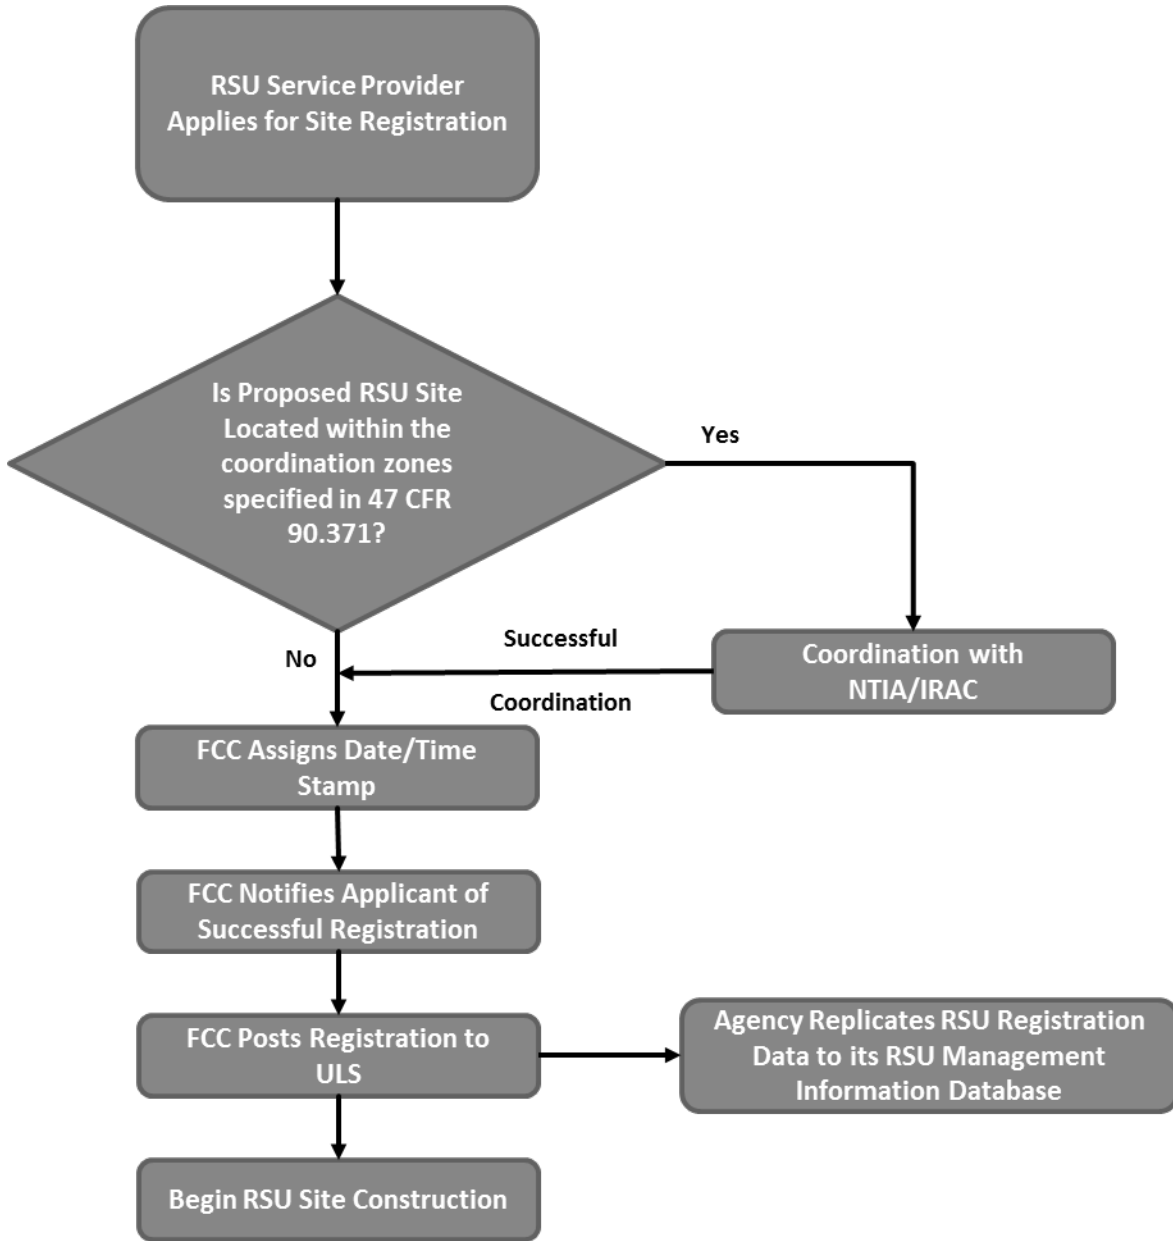 RSU Service Provider
Applies for Site Registration
Is Proposed RSU Site
Located within the
coordination zones
specified in 47 CFR
90.371?
Yes
No
Successful
Coordination
Coordination with
NTIA/IRAC
FCC Assigns Date/Time
Stamp
FCC Notifies Applicant of
Successful Registration
FCC Posts Registration to
ULS
Agency Replicates RSU Registration
Data to its RSU Management
Information Database
Begin RSU Site Construction